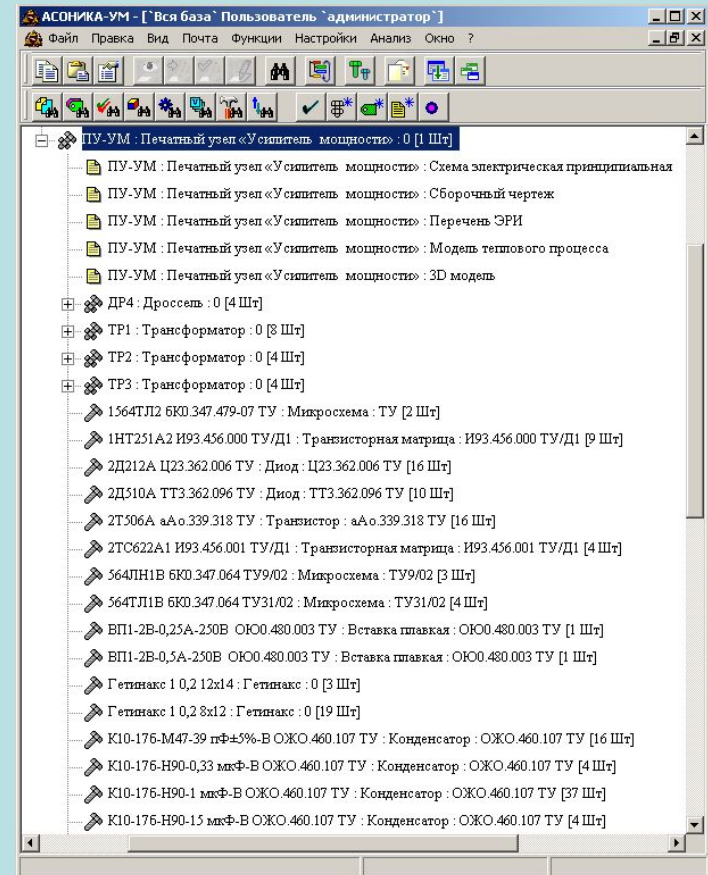 АСОНИКА-УМ - [`Вся база` Пользователь `администратор`]
Файл Правка Вид Почта Функции Настройки Анализ Окно ?
ПУ-УМ : Печатный узел «Усилитель мощности» : 0 [1 Шт]
ПУ-УМ : Печатный узел «Усилитель мощности» : Схема электрическая принципиальная
ПУ-УМ : Печатный узел «Усилитель мощности» : Сборочный чертеж
ПУ-УМ : Печатный узел «Усилитель мощности» : Перечень ЭРИ
ПУ-УМ : Печатный узел «Усилитель мощности» : Модель теплового процесса
ПУ-УМ : Печатный узел «Усилитель мощности» : 3D модель
ДР4 : Дроссель : 0 [4 Шт]
ТР1 : Трансформатор : 0 [8 Шт]
ТР2 : Трансформатор : 0 [4 Шт]
ТР3 : Трансформатор : 0 [4 Шт]
1564ТЛ2 бК0.347.479-07 ТУ : Микросхема : ТУ [2 Шт]
1НТ251А2 И93.456.000 ТУ/Д1 : Транзисторная матрица : И93.456.000 ТУ/Д1 [9 Шт]
2Д212А Ц23.362.006 ТУ : Диод : Ц23.362.006 ТУ [16 Шт]
2Д510А ТТ3.362.096 ТУ : Диод : ТТ3.362.096 ТУ [10 Шт]
2Т506А аАо.339.318 ТУ : Транзистор : аАо.339.318 ТУ [16 Шт]
2ТС622А1 И93.456.001 ТУ/Д1 : Транзисторная матрица : И93.456.001 ТУ/Д1 [4 Шт]
564ЛН1В бК0.347.064 ТУ9/02 : Микросхема : ТУ9/02 [3 Шт]
564ТЛ1В бК0.347.064 ТУ31/02 : Микросхема : ТУ31/02 [4 Шт]
ВП1-2В-0,25А-250В ОЮ0.480.003 ТУ : Вставка плавкая : ОЮ0.480.003 ТУ [1 Шт]
ВП1-2В-0,5А-250В ОЮ0.480.003 ТУ : Вставка плавкая : ОЮ0.480.003 ТУ [1 Шт]
Гетинакс 1 0,2 12х14 : Гетинакс : 0 [3 Шт]
Гетинакс 1 0,2 8х12 : Гетинакс : 0 [19 Шт]
К10-17б-М47-39 пФ±5%-В ОЖО.460.107 ТУ : Конденсатор : ОЖО.460.107 ТУ [16 Шт]
К10-17б-Н90-0,33 мкФ-В ОЖО.460.107 ТУ : Конденсатор : ОЖО.460.107 ТУ [4 Шт]
К10-17б-Н90-1 мкФ-В ОЖО.460.107 ТУ : Конденсатор : ОЖО.460.107 ТУ [37 Шт]
К10-17б-Н90-15 мкФ-В ОЖО.460.107 ТУ : Конденсатор : ОЖО.460.107 ТУ [4 Шт]